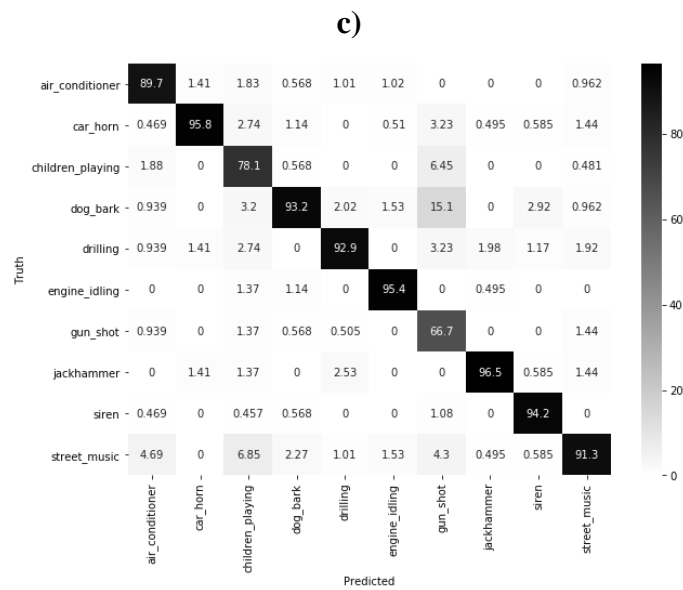 c)
air_conditioner 89.7 1.41 1.83 0.568 1.01 1.02 0 0 0 0.962
car_horn 0.469 95.8 2.74 1.14 0 0.51 3.23 0.495 0.585 1.44
children_playing 1.88 0 78.1 0.568 0 0 6.45 0 0 0.481
dog_bark 0.939 0 3.2 93.2 2.02 1.53 15.1 0 2.92 0.962
drilling 0.939 1.41 2.74 0 92.9 0 3.23 1.98 1.17 1.92
engine_idling 0 0 1.37 1.14 0 95.4 0 0.495 0 0
gun_shot 0.939 0 1.37 0.568 0.505 0 66.7 0 0 1.44
jackhammer 0 1.41 1.37 0 2.53 0 0 96.5 0.585 1.44
siren 0.469 0 0.457 0.568 0 0 1.08 0 94.2 0
street_music 4.69 0 6.85 2.27 1.01 1.53 4.3 0.495 0.585 91.3
Truth
air_conditioner car_horn children_playing dog_bark drilling engine_idling gun_shot jackhammer siren street_music
Predicted
80
60
40
20
0